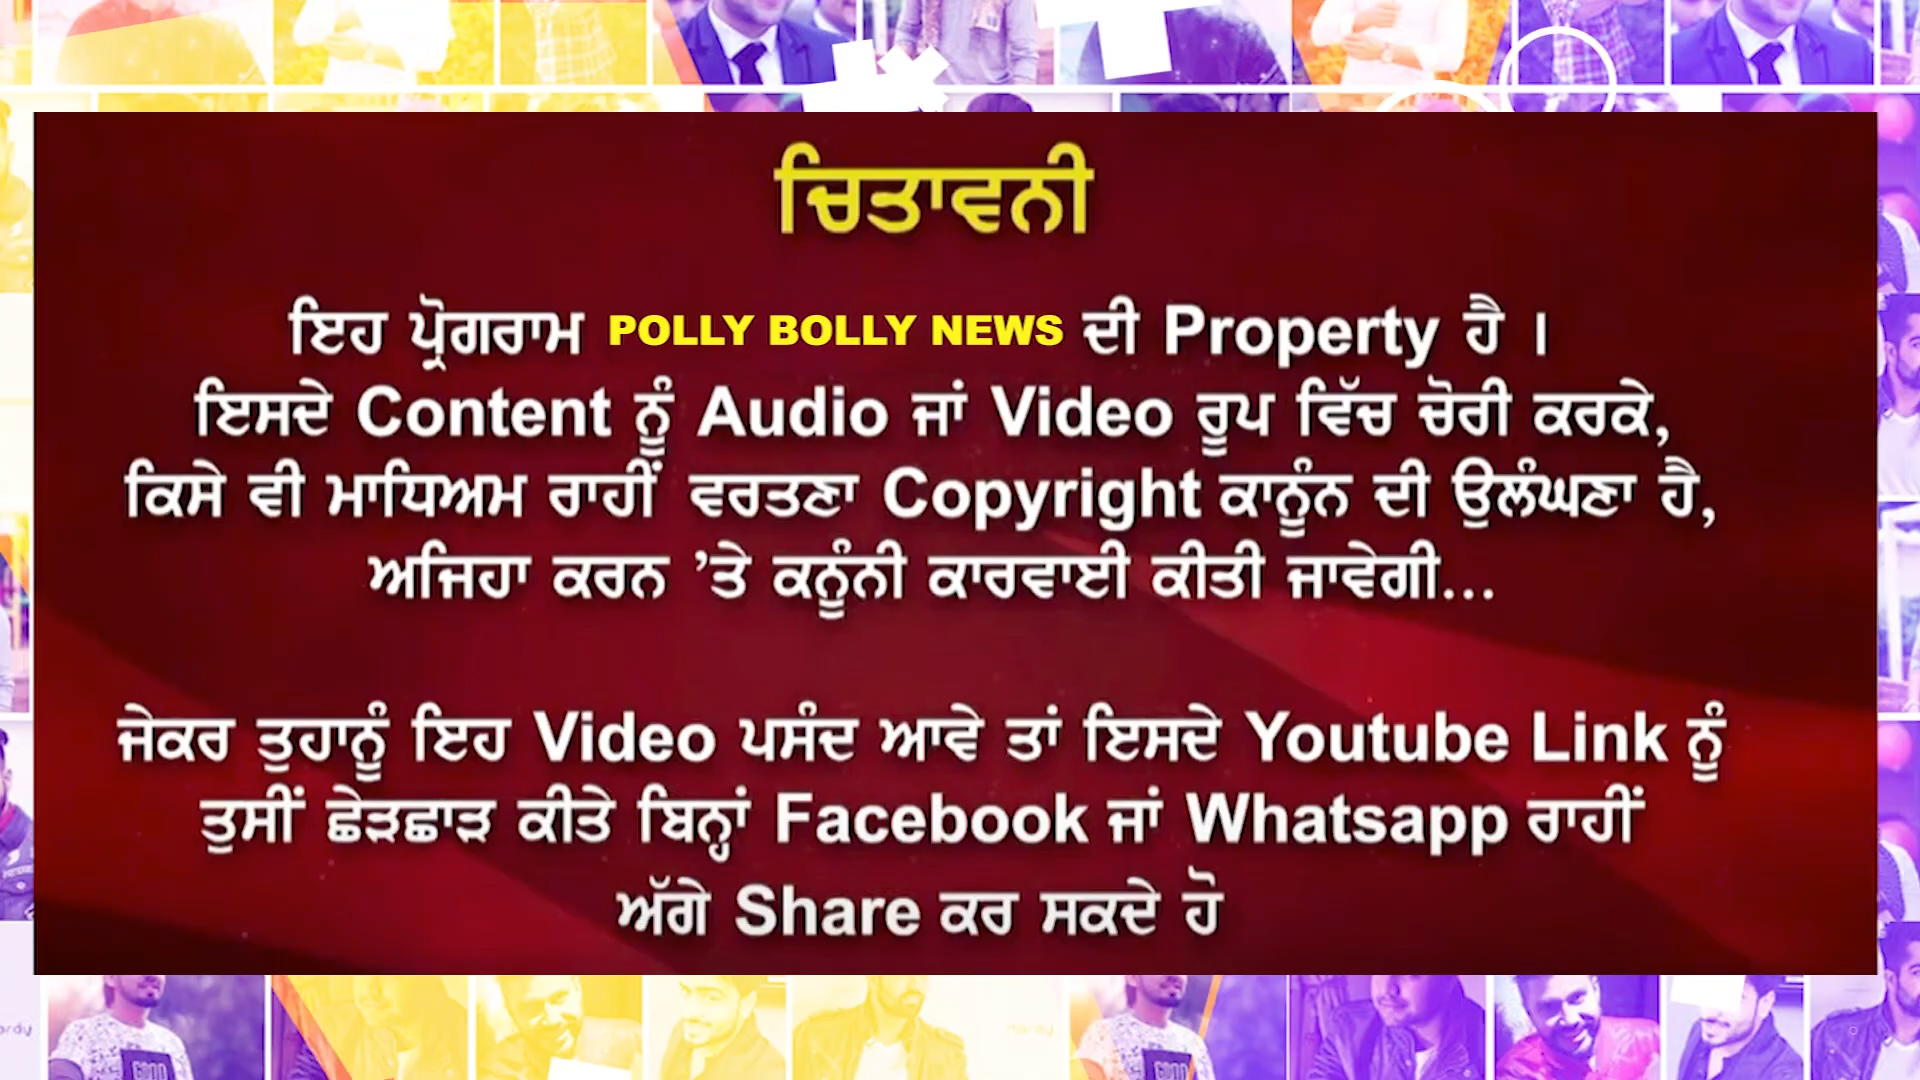 ਚਿਤਾਵਨੀ
ਇਹ ਪ੍ਰੋਗਰਾਮ POLLY BOLLY NEWS ਦੀ Property ਹੈ ।
ਇਸਦੇ Content ਨੂੰ Audio ਜਾਂ Video ਰੂਪ ਵਿੱਚ ਚੋਰੀ ਕਰਕੇ,
ਕਿਸੇ ਵੀ ਮਾਧਿਅਮ ਰਾਹੀਂ ਵਰਤਣਾ Copyright ਕਾਨੂੰਨ ਦੀ ਉਲੰਘਣਾ ਹੈ,
ਅਜਿਹਾ ਕਰਨ ’ਤੇ ਕਨੂੰਨੀ ਕਾਰਵਾਈ ਕੀਤੀ ਜਾਵੇਗੀ...
ਜੇਕਰ ਤੁਹਾਨੂੰ ਇਹ Video ਪਸੰਦ ਆਵੇ ਤਾਂ ਇਸਦੇ Youtube Link ਨੂੰ
ਤੁਸੀਂ ਛੇੜਛਾੜ ਕੀਤੇ ਬਿਨ੍ਹਾਂ Facebook ਜਾਂ Whatsapp ਰਾਹੀਂ
ਅੱਗੇ Share ਕਰ ਸਕਦੇ ਹੋ